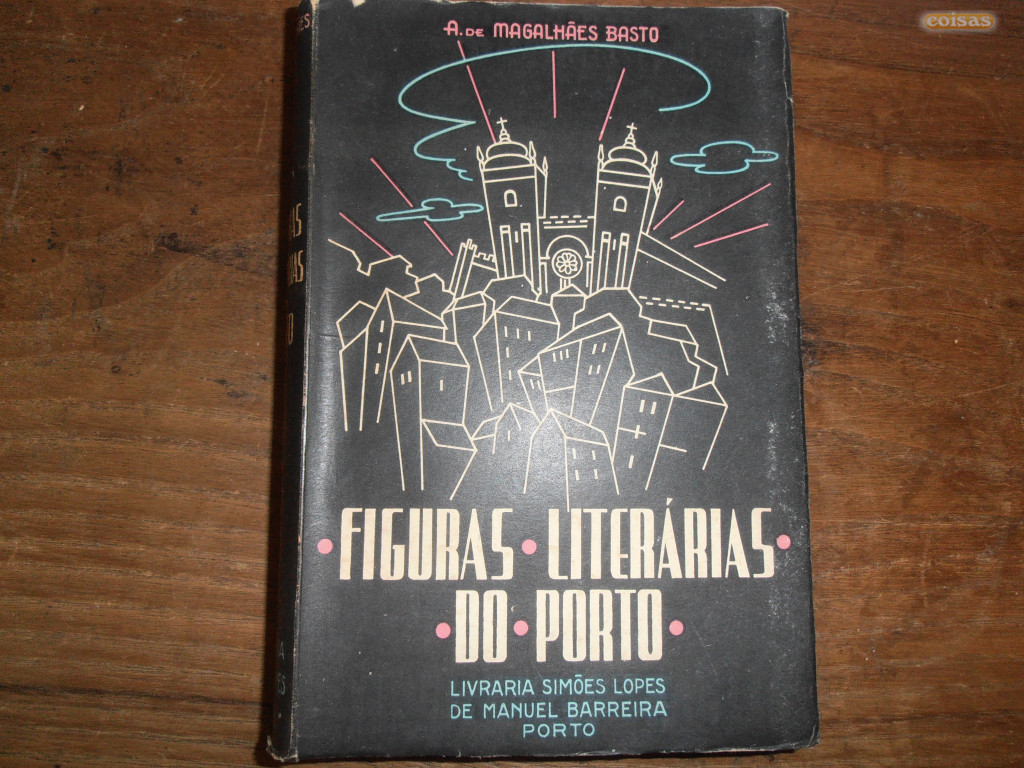 coisas
A. DE MAGALHÃES BASTO
FIGURAS LITERÁRIAS
DO PORTO
LIVRARIA SIMÕES LOPES
DE MANUEL BARREIRA
PORTO